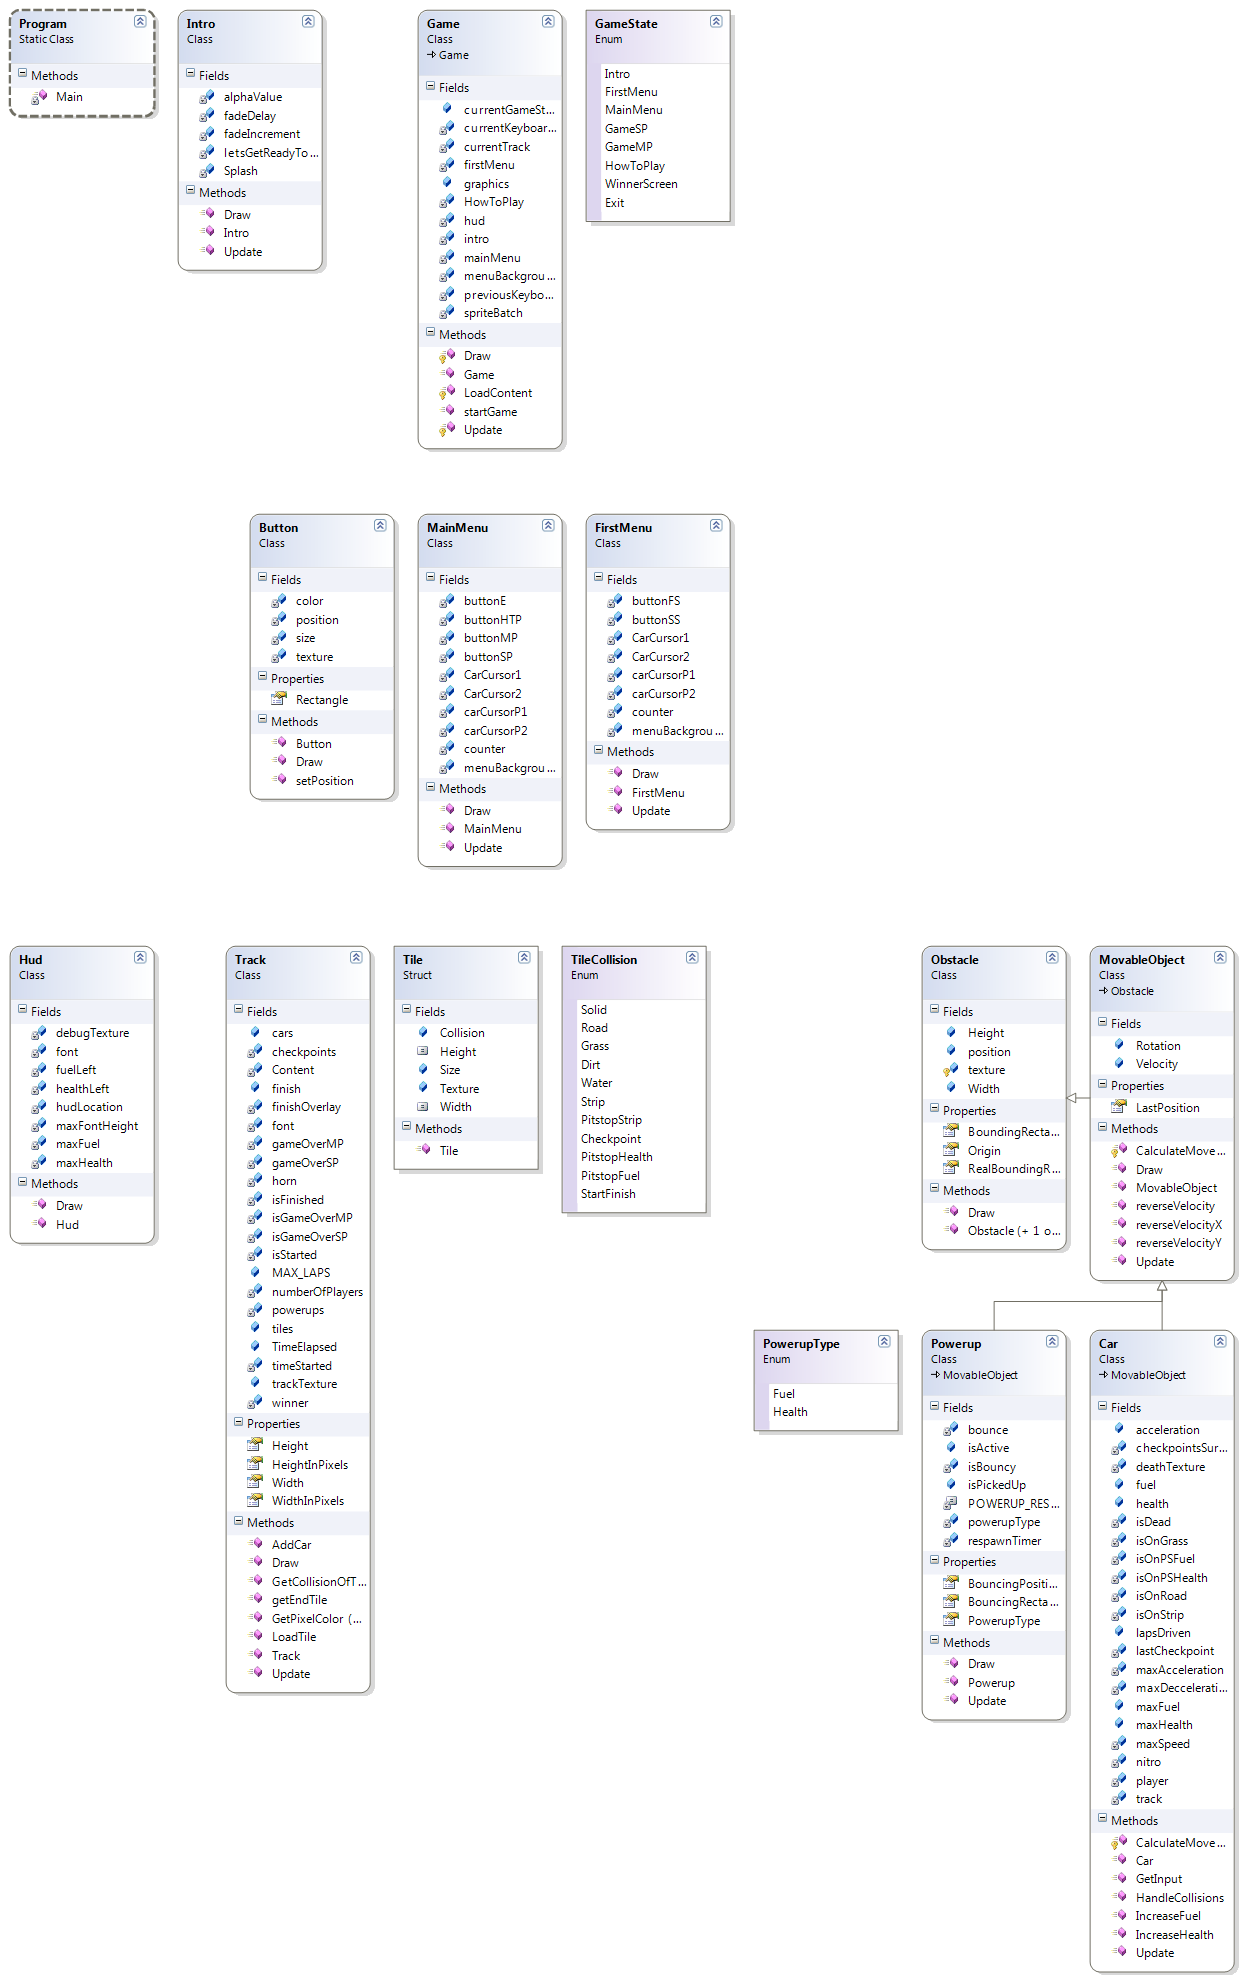 Program
Static Class
Methods
Main
Intro
Class
Fields
alphaValue
fadeDelay
fadeIncrement
letsGetReadyTo...
Splash
Methods
Draw
Intro
Update
Game
Class
Game
Fields
currentGameSt...
currentKeyboar...
currentTrack
firstMenu
graphics
HowToPlay
hud
intro
mainMenu
menuBackgrou...
previousKeybo...
spriteBatch
Methods
Draw
Game
LoadContent
startGame
Update
GameState
Enum
Intro
FirstMenu
MainMenu
GameSP
GameMP
HowToPlay
WinnerScreen
Exit
Button
Class
Fields
color
position
size
texture
Properties
Rectangle
Methods
Button
Draw
setPosition
MainMenu
Class
Fields
buttonE
buttonHTP
buttonMP
buttonSP
CarCursor1
CarCursor2
carCursorP1
carCursorP2
counter
menuBackgrou...
Methods
Draw
MainMenu
Update
FirstMenu
Class
Fields
buttonFS
buttonSS
CarCursor1
CarCursor2
carCursorP1
carCursorP2
counter
menuBackgrou...
Methods
Draw
FirstMenu
Update
Hud
Class
Fields
debugTexture
font
fuelLeft
healthLeft
hudLocation
maxFontHeight
maxFuel
maxHealth
Methods
Draw
Hud
Track
Class
Fields
cars
checkpoints
Content
finish
finishOverlay
font
gameOverMP
gameOverSP
horn
isFinished
isGameOverMP
isGameOverSP
isStarted
MAX_LAPS
numberOfPlayers
powerups
tiles
TimeElapsed
timeStarted
trackTexture
winner
Properties
Height
HeightInPixels
Width
WidthInPixels
Methods
AddCar
Draw
GetCollisionOfT...
getEndTile
GetPixelColor (...
LoadTile
Track
Update
Tile
Struct
Fields
Collision
Height
Size
Texture
Width
Methods
Tile
TileCollision
Enum
Solid
Road
Grass
Dirt
Water
Strip
PitstopStrip
Checkpoint
PitstopHealth
PitstopFuel
StartFinish
Obstacle
Class
Fields
Height
position
texture
Width
Properties
BoundingRecta...
Origin
RealBoundingR...
Methods
Draw
Obstacle (+ 1 o...
MovableObject
Class
Obstacle
Fields
Rotation
Velocity
Properties
LastPosition
Methods
CalculateMove...
Draw
MovableObject
reverseVelocity
reverseVelocityX
reverseVelocityY
Update
PowerupType
Enum
Fuel
Health
Powerup
Class
MovableObject
Fields
bounce
isActive
isBouncy
isPickedUp
POWERUP_RES...
powerupType
respawnTimer
Properties
BouncingPositi...
BouncingRecta...
PowerupType
Methods
Draw
Powerup
Update
Car
Class
MovableObject
Fields
acceleration
checkpointsSur...
deathTexture
fuel
health
isDead
isOnGrass
isOnPSFuel
isOnPSHealth
isOnRoad
isOnStrip
lapsDriven
lastCheckpoint
maxAcceleration
maxDeccelerati...
maxFuel
maxHealth
maxSpeed
nitro
player
track
Methods
CalculateMove...
Car
GetInput
HandleCollisions
IncreaseFuel
IncreaseHealth
Update